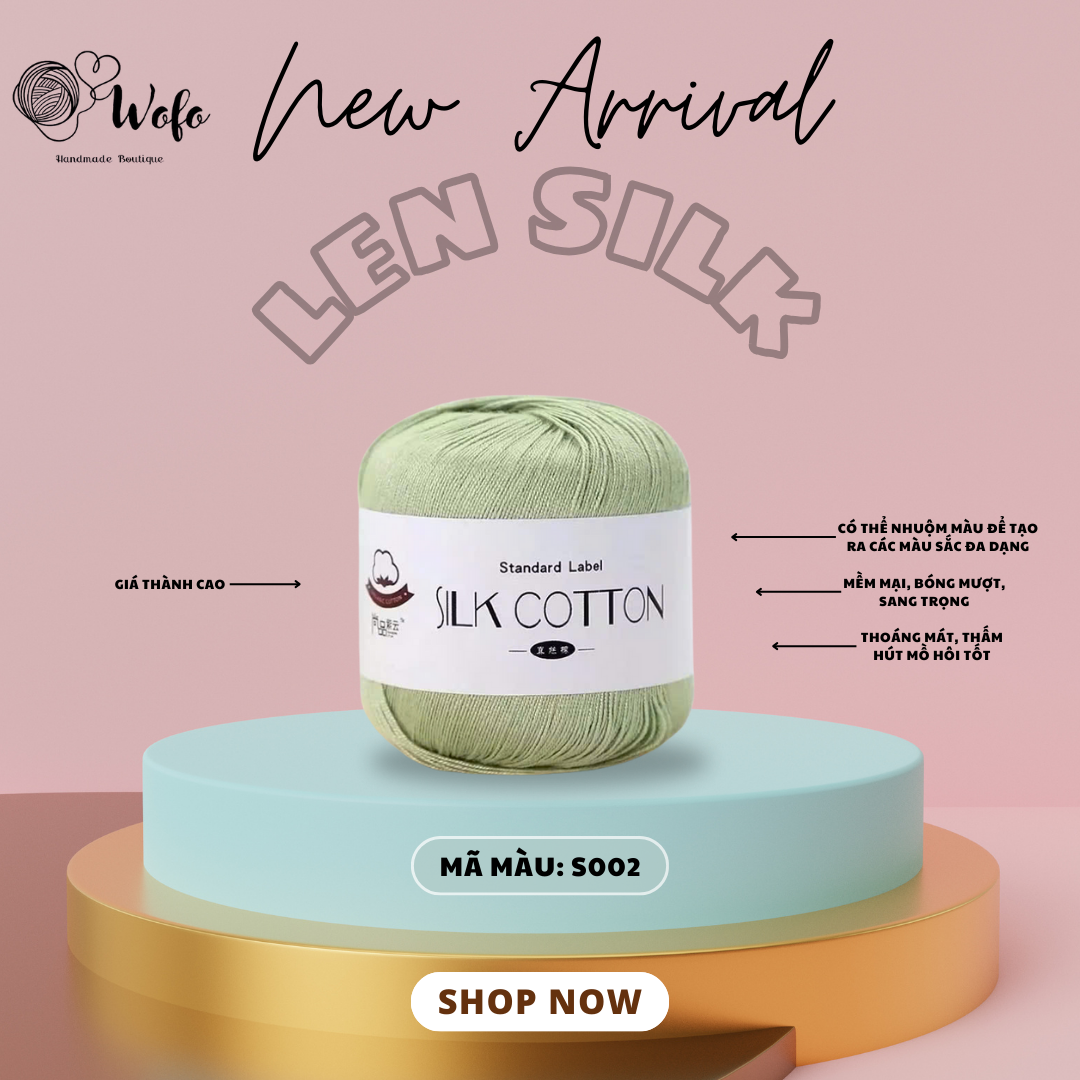 Wofo
Handmade Boutique
New Arrival
LEN SILK
CÓ THỂ NHUỘM MÀU ĐỂ TẠO
RA CÁC MÀU SẮC ĐA DẠNG
GIÁ THÀNH CAO
MỀM MẠI, BÓNG MƯỢT,
SANG TRỌNG
THOÁNG MÁT, THẤM
HÚT MỒ HÔI TỐT
Standard Label
SILK COTTON
MÃ MÀU: S002
SHOP NOW